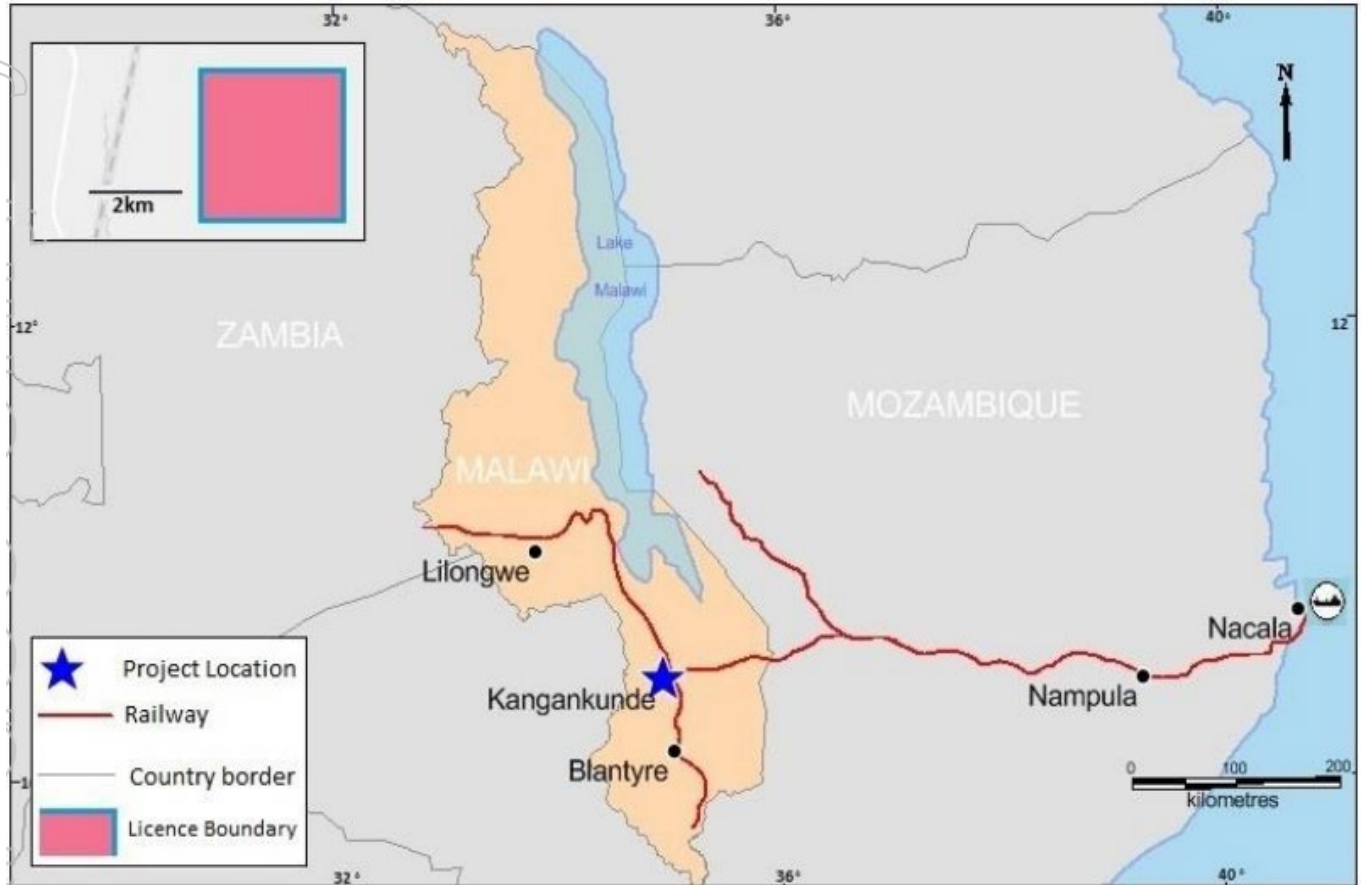 32°
36°
40°
N
2km
Lake
Malawi
12°
12
ZAMBIA
MOZAMBIQUE
MALAWI
Lilongwe
Nacala
Kangankunde
Nampula
Blantyre
Project Location
Railway
Country border
Licence Boundary
0 100 200
kilometres
32°
36°
40°